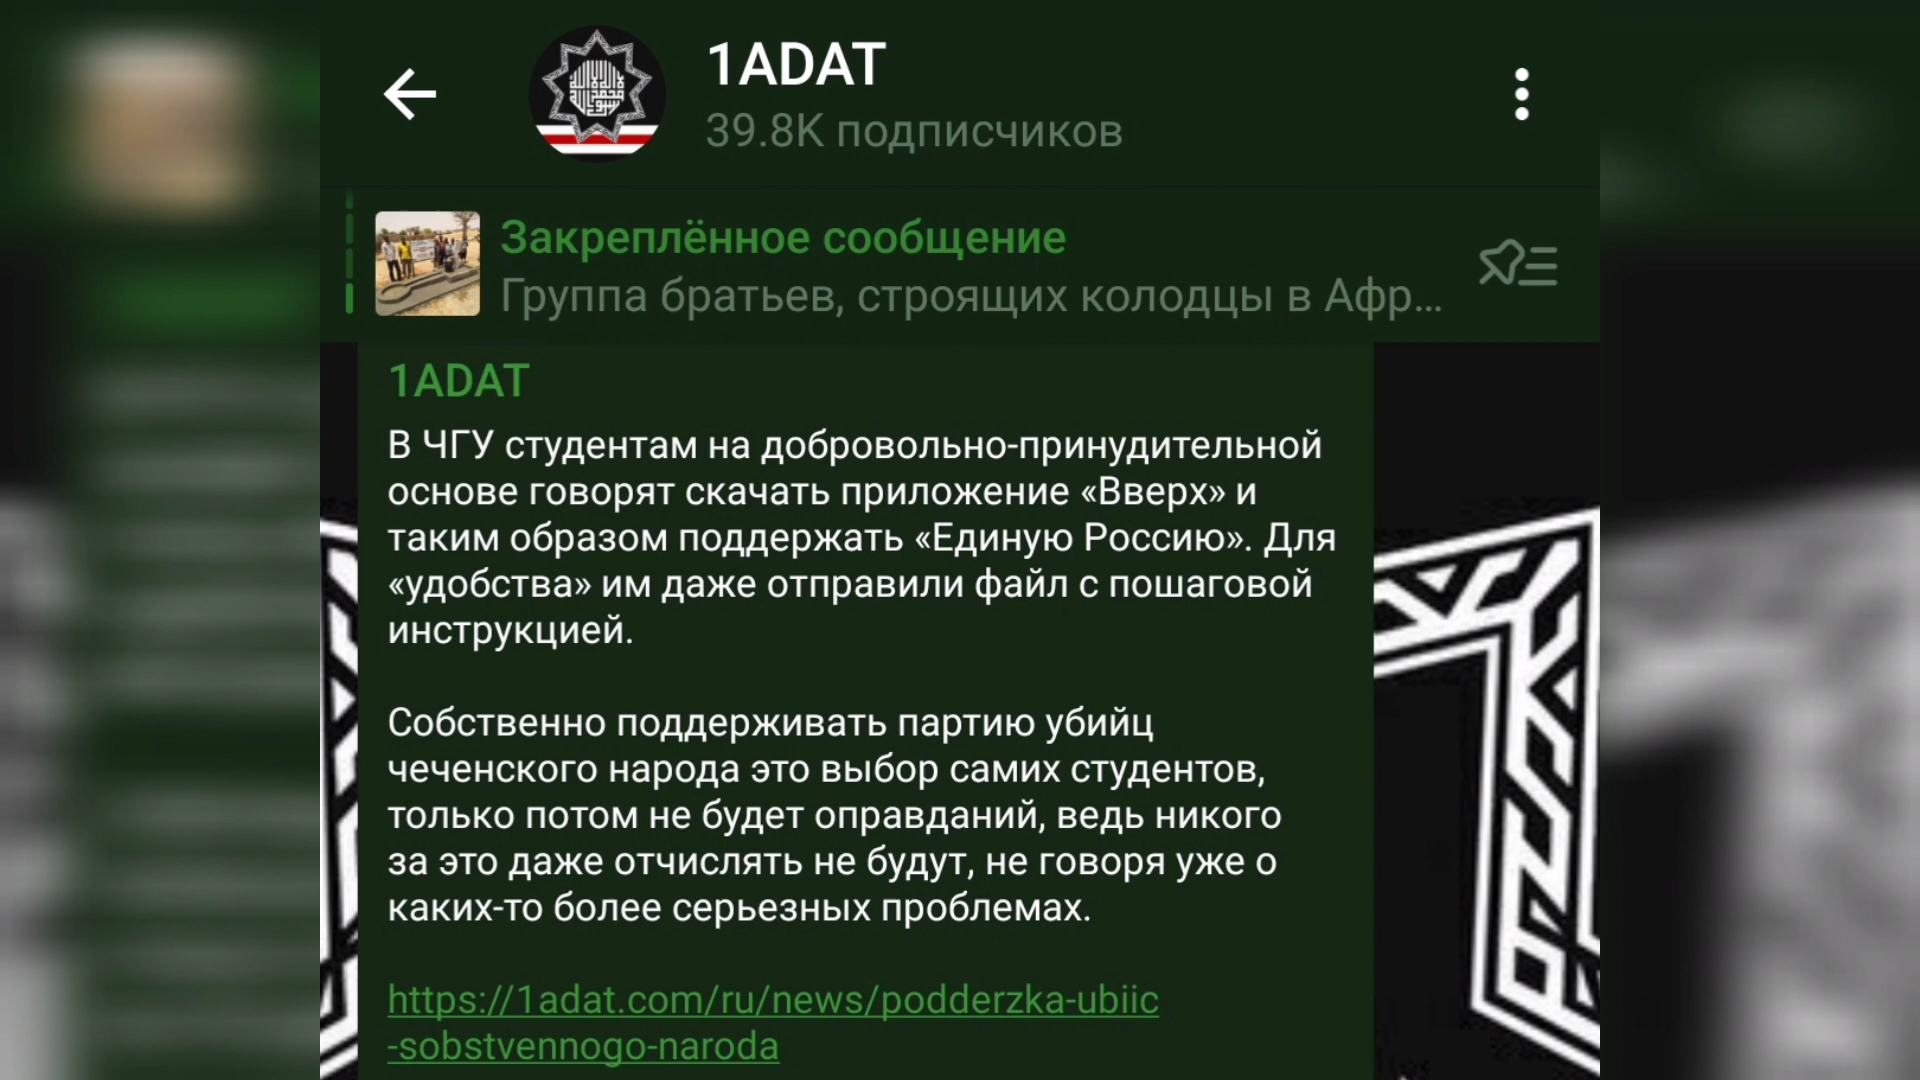 1ADAT
39.8K подписчиков
Закреплённое сообщение
Группа братьев, строящих колодцы в Афр...
1ADAT
В ЧГУ студентам на добровольно-принудительной
основе говорят скачать приложение «Вверх» и
таким образом поддержать «Единую Россию». Для
«удобства» им даже отправили файл с пошаговой
инструкцией.
Собственно поддерживать партию убийц
чеченского народа это выбор самих студентов,
только потом не будет оправданий, ведь никого
за это даже отчислять не будут, не говоря уже о
каких-то более серьезных проблемах.
https://1adat.com/ru/news/podderzka-ubiic
-sobstvennogo-naroda